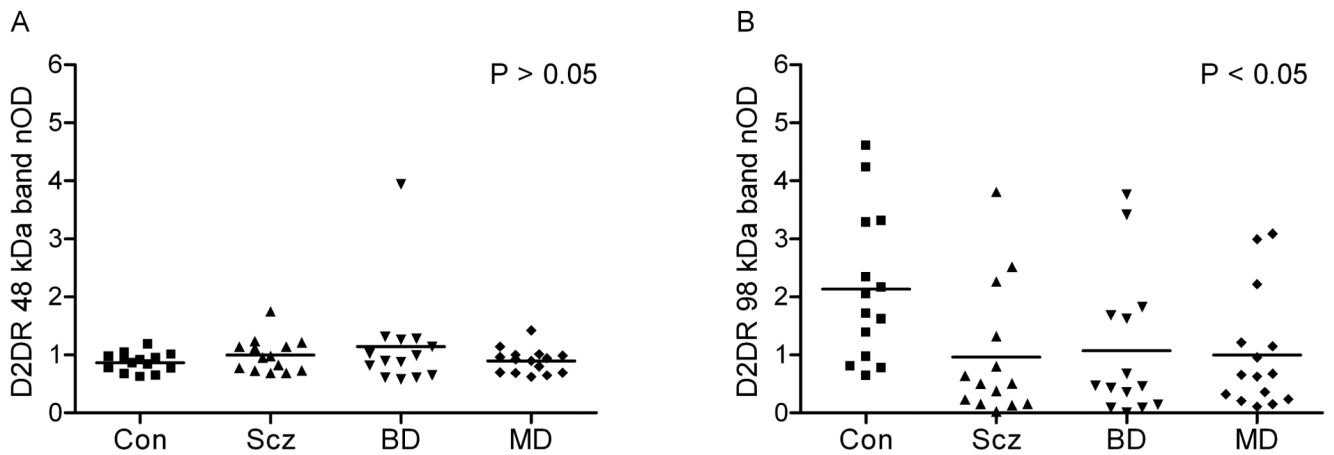 A
D2DR 48 kDa band nOD
6
5
4
3
2
1
0
P > 0.05
Con Scz BD MD
B
D2DR 98 kDa band nOD
6
5
4
3
2
1
0
P < 0.05
Con Scz BD MD